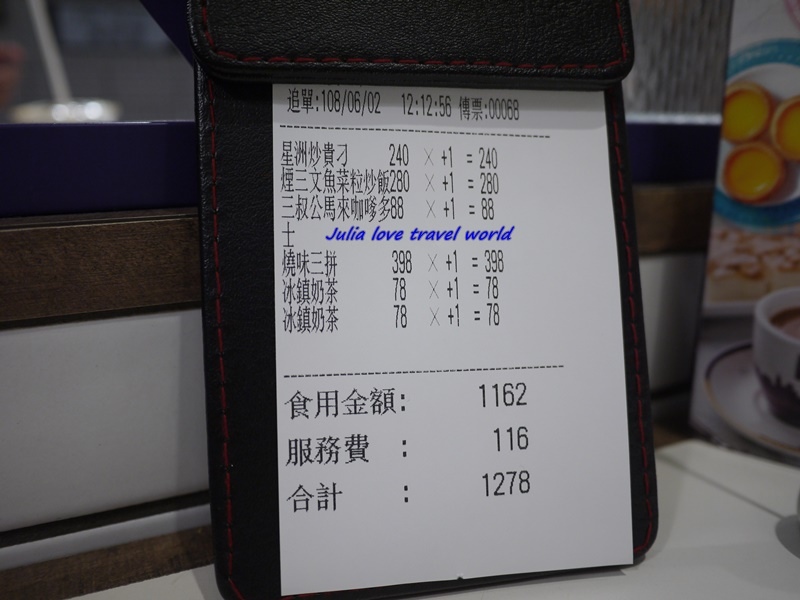 追單:108/06/02 12:12:56 傳票:00068
星洲炒貴刁 240 × +1 = 240
煙三文魚菜粒炒飯280 × +1 = 280
三叔公馬來咖嗲多88 × +1 = 88
士
Julia love travel world
燒味三拼 398 × +1 = 398
冰鎮奶茶 78 × +1 = 78
冰鎮奶茶 78 × +1 = 78
食用金額: 1162
服務費 : 116
合計 : 1278